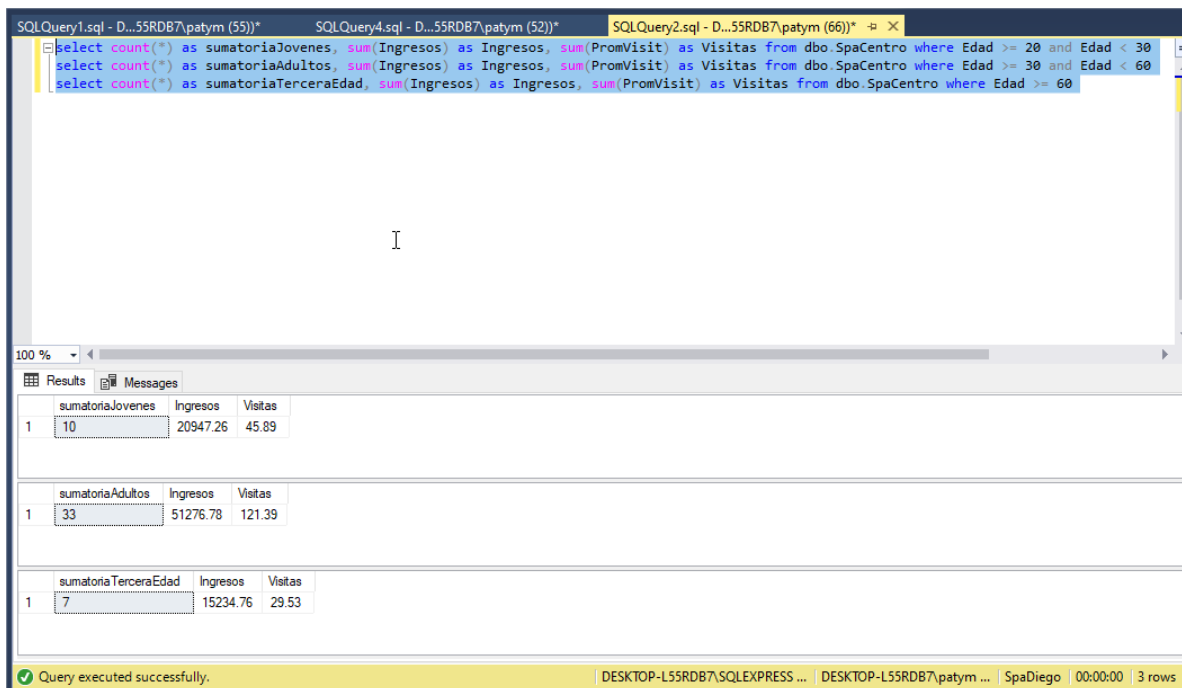 SQLQuery1.sql - D...55RDB7\patym (55))* SQLQuery4.sql - D...55RDB7\patym (52))* SQLQuery2.sql - D...55RDB7\patym (66))*
select count(*) as sumatoriaJovenes, sum(Ingresos) as Ingresos, sum(PromVisit) as Visitas from dbo.SpaCentro where Edad >= 20 and Edad < 30
select count(*) as sumatoriaAdultos, sum(Ingresos) as Ingresos, sum(PromVisit) as Visitas from dbo.SpaCentro where Edad >= 30 and Edad < 60
select count(*) as sumatoriaTerceraEdad, sum(Ingresos) as Ingresos, sum(PromVisit) as Visitas from dbo.SpaCentro where Edad >= 60
100 %
Results Messages
sumatoriaJovenes Ingresos Visitas
1 10 20947.26 45.89
sumatoriaAdultos Ingresos Visitas
1 33 51276.78 121.39
sumatoriaTerceraEdad Ingresos Visitas
1 7 15234.76 29.53
Query executed successfully. DESKTOP-L55RDB7\SQLEXPRESS ... DESKTOP-L55RDB7\patym ... SpaDiego 00:00:00 3 rows